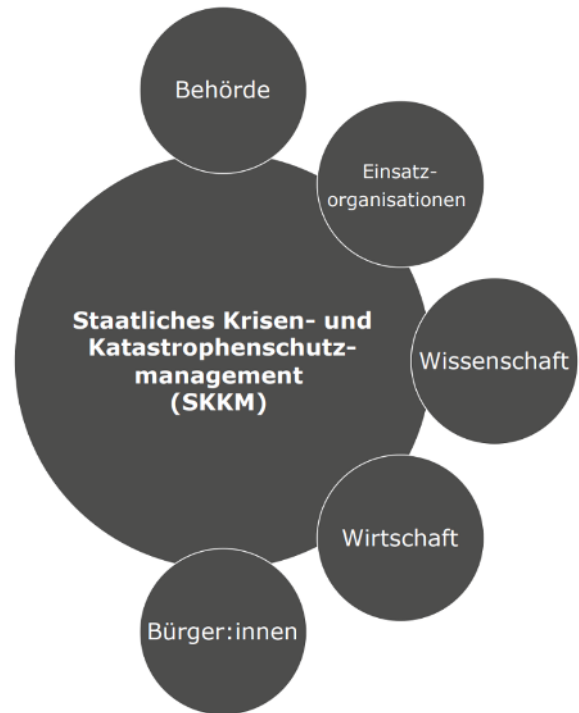 Behörde
Einsatz-
organisationen
Staatliches Krisen- und
Katastrophenschutz-
management
(SKKM)
Wissenschaft
Wirtschaft
Bürger:innen